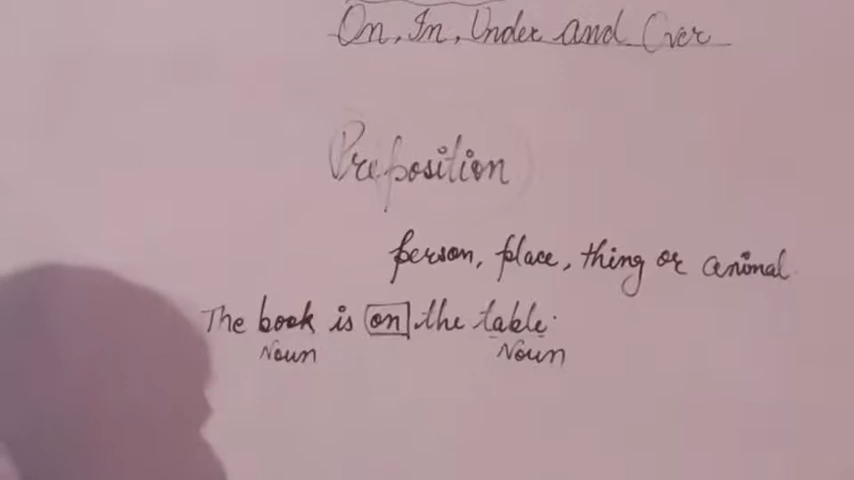 On, In, Under and Over
Preposition
person, place, thing or animal
The book is on the table.
Noun Noun